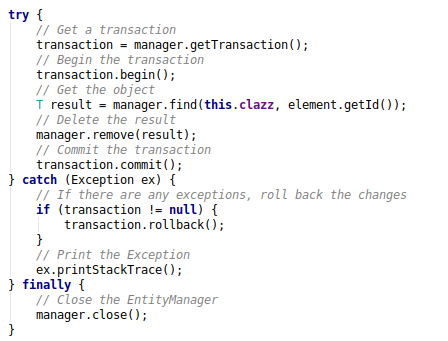 try {
    // Get a transaction
    transaction = manager.getTransaction();
    // Begin the transaction
    transaction.begin();
    // Get the object
    T result = manager.find(this.clazz, element.getId());
    // Delete the result
    manager.remove(result);
    // Commit the transaction
    transaction.commit();
} catch (Exception ex) {
    // If there are any exceptions, roll back the changes
    if (transaction != null) {
        transaction.rollback();
    }
    // Print the Exception
    ex.printStackTrace();
} finally {
    // Close the EntityManager
    manager.close();
}